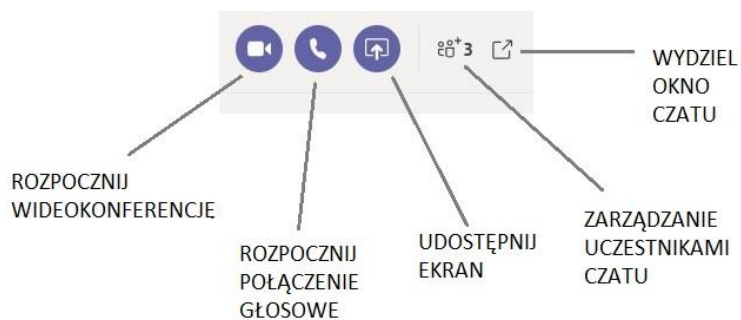 3
WYDZIEL
OKNO
CZATU
ROZPOCZNIJ
WIDEOKONFERENCJĘ
ROZPOCZNIJ
POŁĄCZENIE
GŁOSOWE
UDOSTĘPNIJ
EKRAN
ZARZĄDZANIE
UCZESTNIKAMI
CZATU